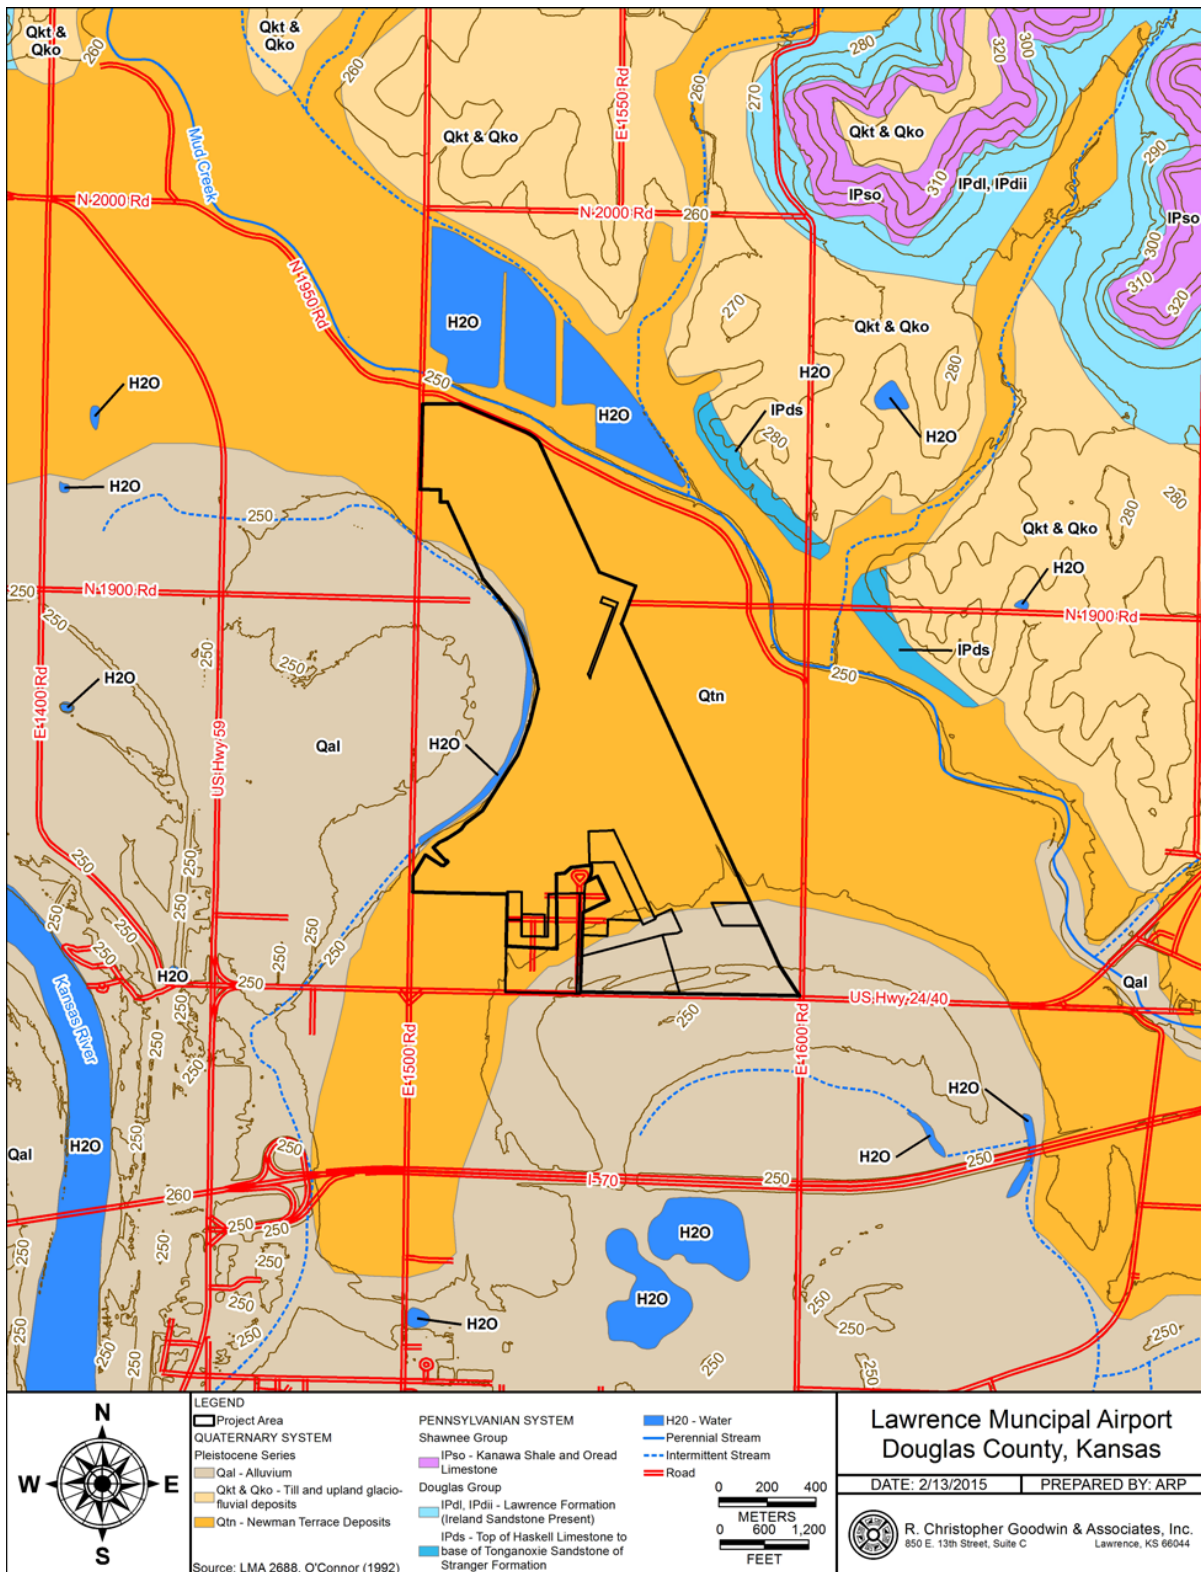 Qkt &
Qko
260
Qkt &
Qko
260
Mud Creek
N 2000 Rd
N 1950 Rd
E 1550 Rd
Qkt & Qko
260
N 2000 Rd
260
270
280
320
300
Qkt & Qko
310
IPso
IPdl, IPdii
290
IPso
300
310
320
H2O
H2O
250
270
Qkt & Qko
280
H2O
H2O
IPds
280
H2O
H2O
250
250
N 1900 Rd
250
250
250
H2O
E 1400 Rd
US Hwy 59
Qal
H2O
Qtn
280
Qkt & Qko
280
H2O
N 1900 Rd
IPds
250
250
250
250
250
250
250
250
H2O
250
Kansas River
H2O
Qal
250
250
250
E 1500 Rd
250
E 1600 Rd
US Hwy 24/40
Qal
H2O
H2O
250
250
I-70
260
250
250
250
250
250
250
250
250
250
H2O
H2O
H2O
250
250
250
250
250
N
W
E
S
LEGEND
Project Area
QUATERNARY SYSTEM
Pleistocene Series
Qal - Alluvium
Qkt & Qko - Till and upland glacio-
fluvial deposits
Qtn - Newman Terrace Deposits
Source: LMA 2688, O'Connor (1992)
PENNSYLVANIAN SYSTEM
Shawnee Group
IPso - Kanawa Shale and Oread
Limestone
Douglas Group
IPdl, IPdii - Lawrence Formation
(Ireland Sandstone Present)
IPds - Top of Haskell Limestone to
base of Tonganoxie Sandstone of
Stranger Formation
H20 - Water
Perennial Stream
Intermittent Stream
Road
0 200 400
METERS
0 600 1,200
FEET
Lawrence Muncipal Airport
Douglas County, Kansas
DATE: 2/13/2015
PREPARED BY: ARP
R. Christopher Goodwin & Associates, Inc.
850 E. 13th Street, Suite C Lawrence, KS 66044